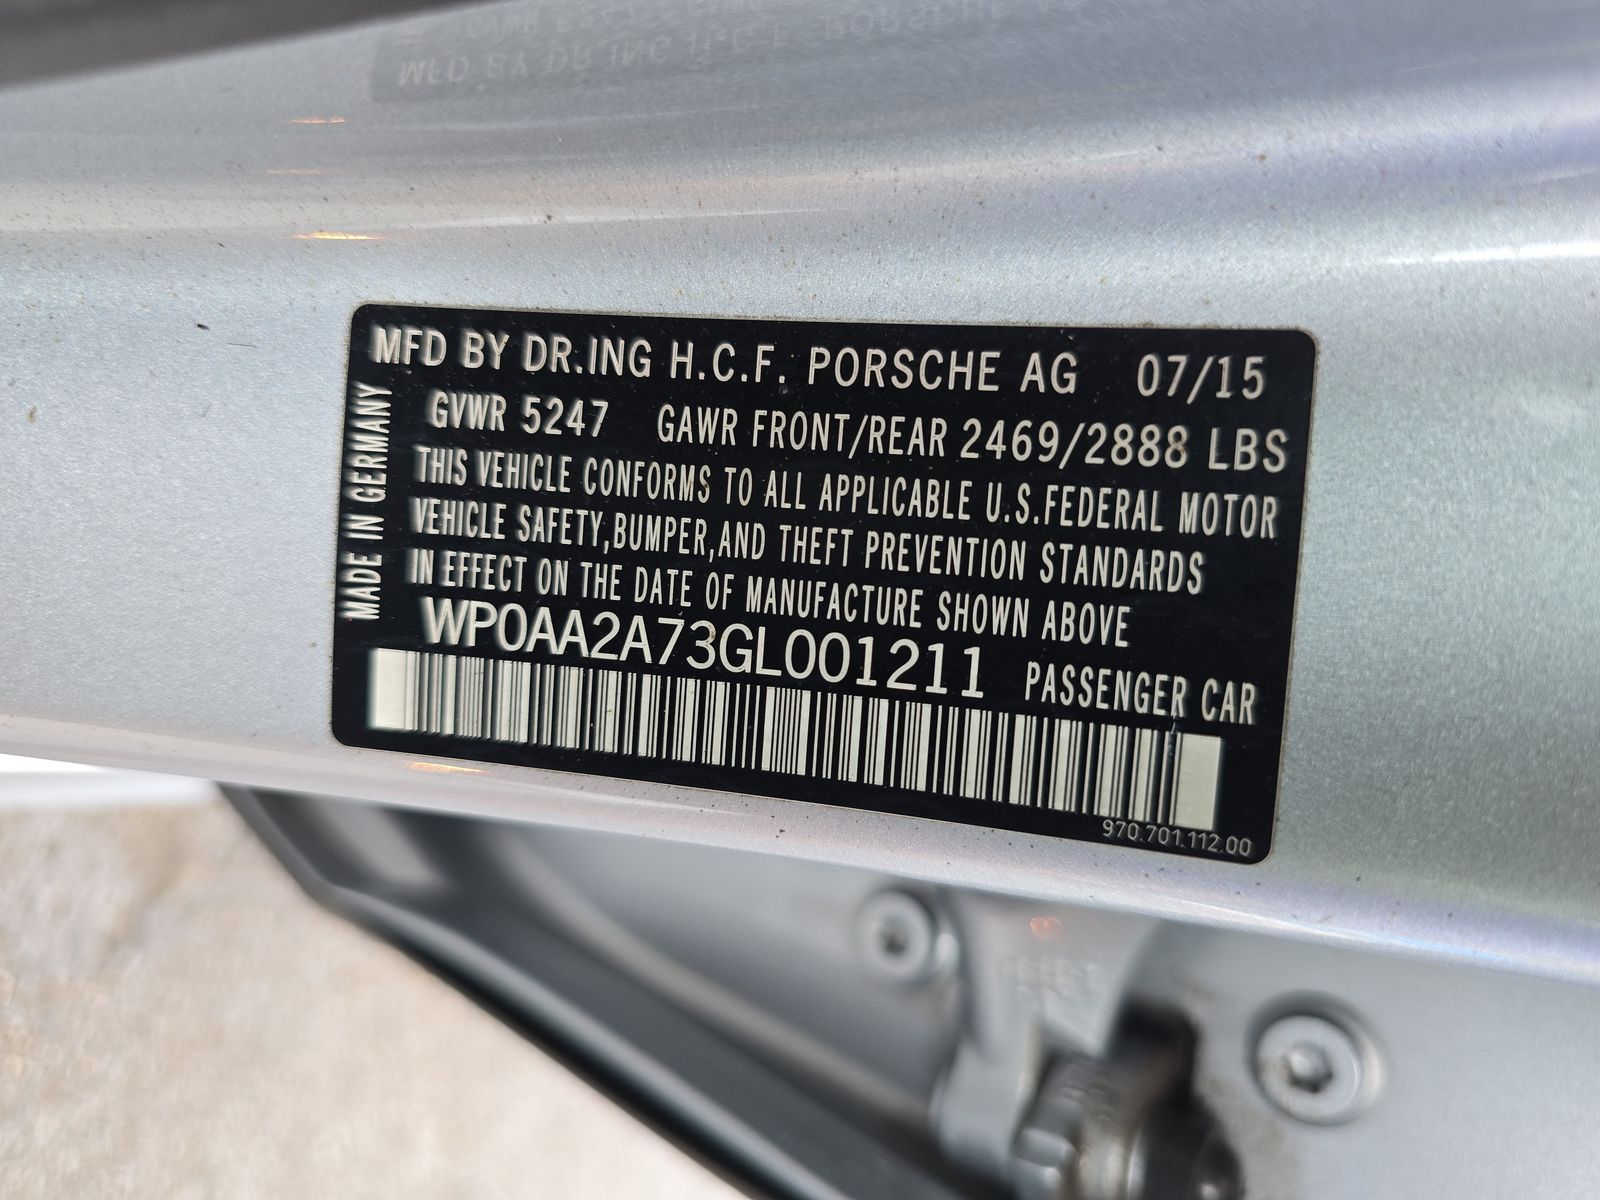 MFD BY DR.ING H.C.F. PORSCHE AG 07/15
GVWR 5247 GAWR FRONT/REAR 2469/2888 LBS
THIS VEHICLE CONFORMS TO ALL APPLICABLE U.S.FEDERAL MOTOR
VEHICLE SAFETY,BUMPER,AND THEFT PREVENTION STANDARDS
IN EFFECT ON THE DATE OF MANUFACTURE SHOWN ABOVE
WP0AA2A73GL001211 PASSENGER CAR
970.701.112.00
MADE IN GERMANY